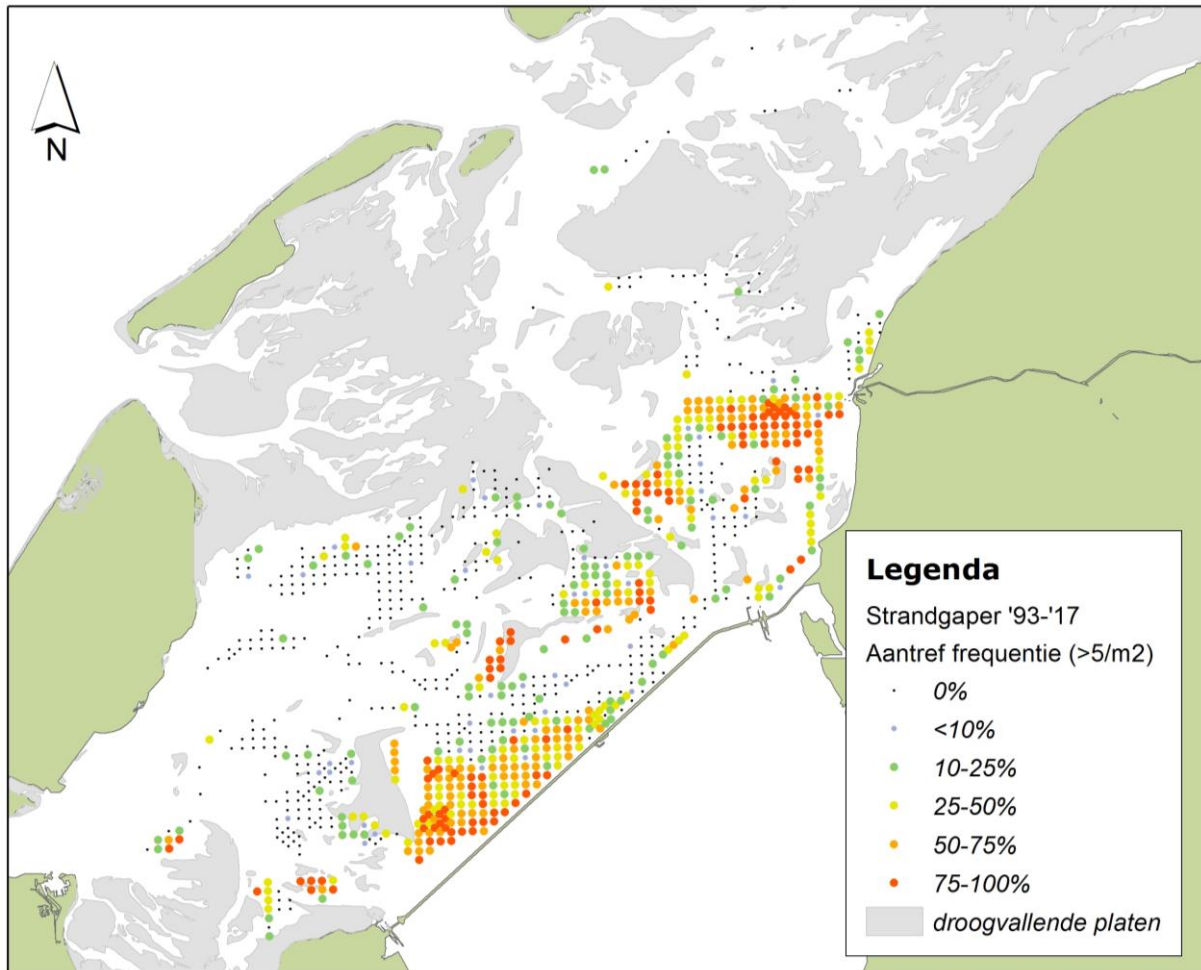 N
Legenda
Strandgaper '93-'17
Aantref frequentie (>5/m2)
0%
<10%
10-25%
25-50%
50-75%
75-100%
droogvallende platen